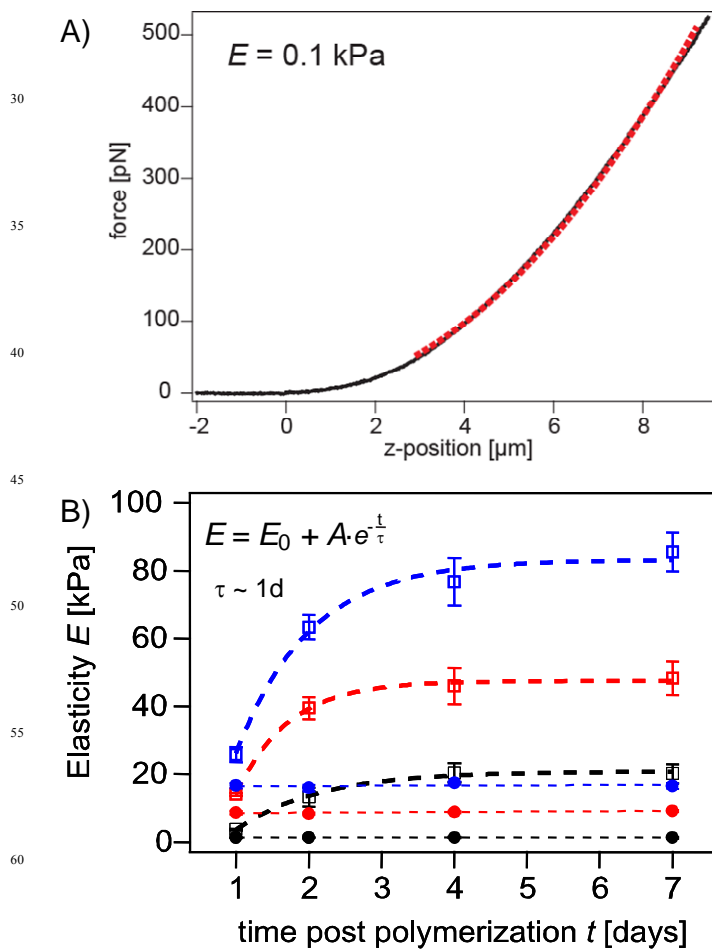 A)
E = 0.1 kPa
500
400
300
200
100
0
force [pN]
-2 0 2 4 6 8
z-position [µm]
30
35
40
45
50
55
60
B)
E = E0 + A·e^-t/τ
τ ~ 1d
100
80
60
40
20
0
Elasticity E [kPa]
1 2 3 4 5 6 7
time post polymerization t [days]